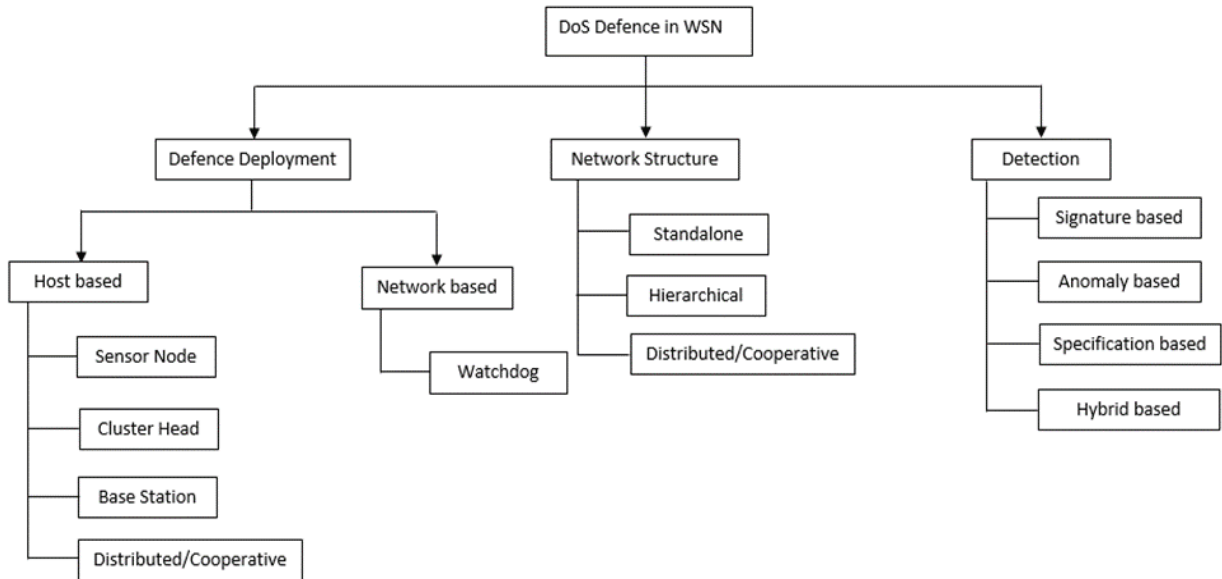 DoS Defence in WSN
Defence Deployment
Network Structure
Detection
Host based
Network based
Sensor Node
Cluster Head
Base Station
Distributed/Cooperative
Watchdog
Standalone
Hierarchical
Distributed/Cooperative
Signature based
Anomaly based
Specification based
Hybrid based